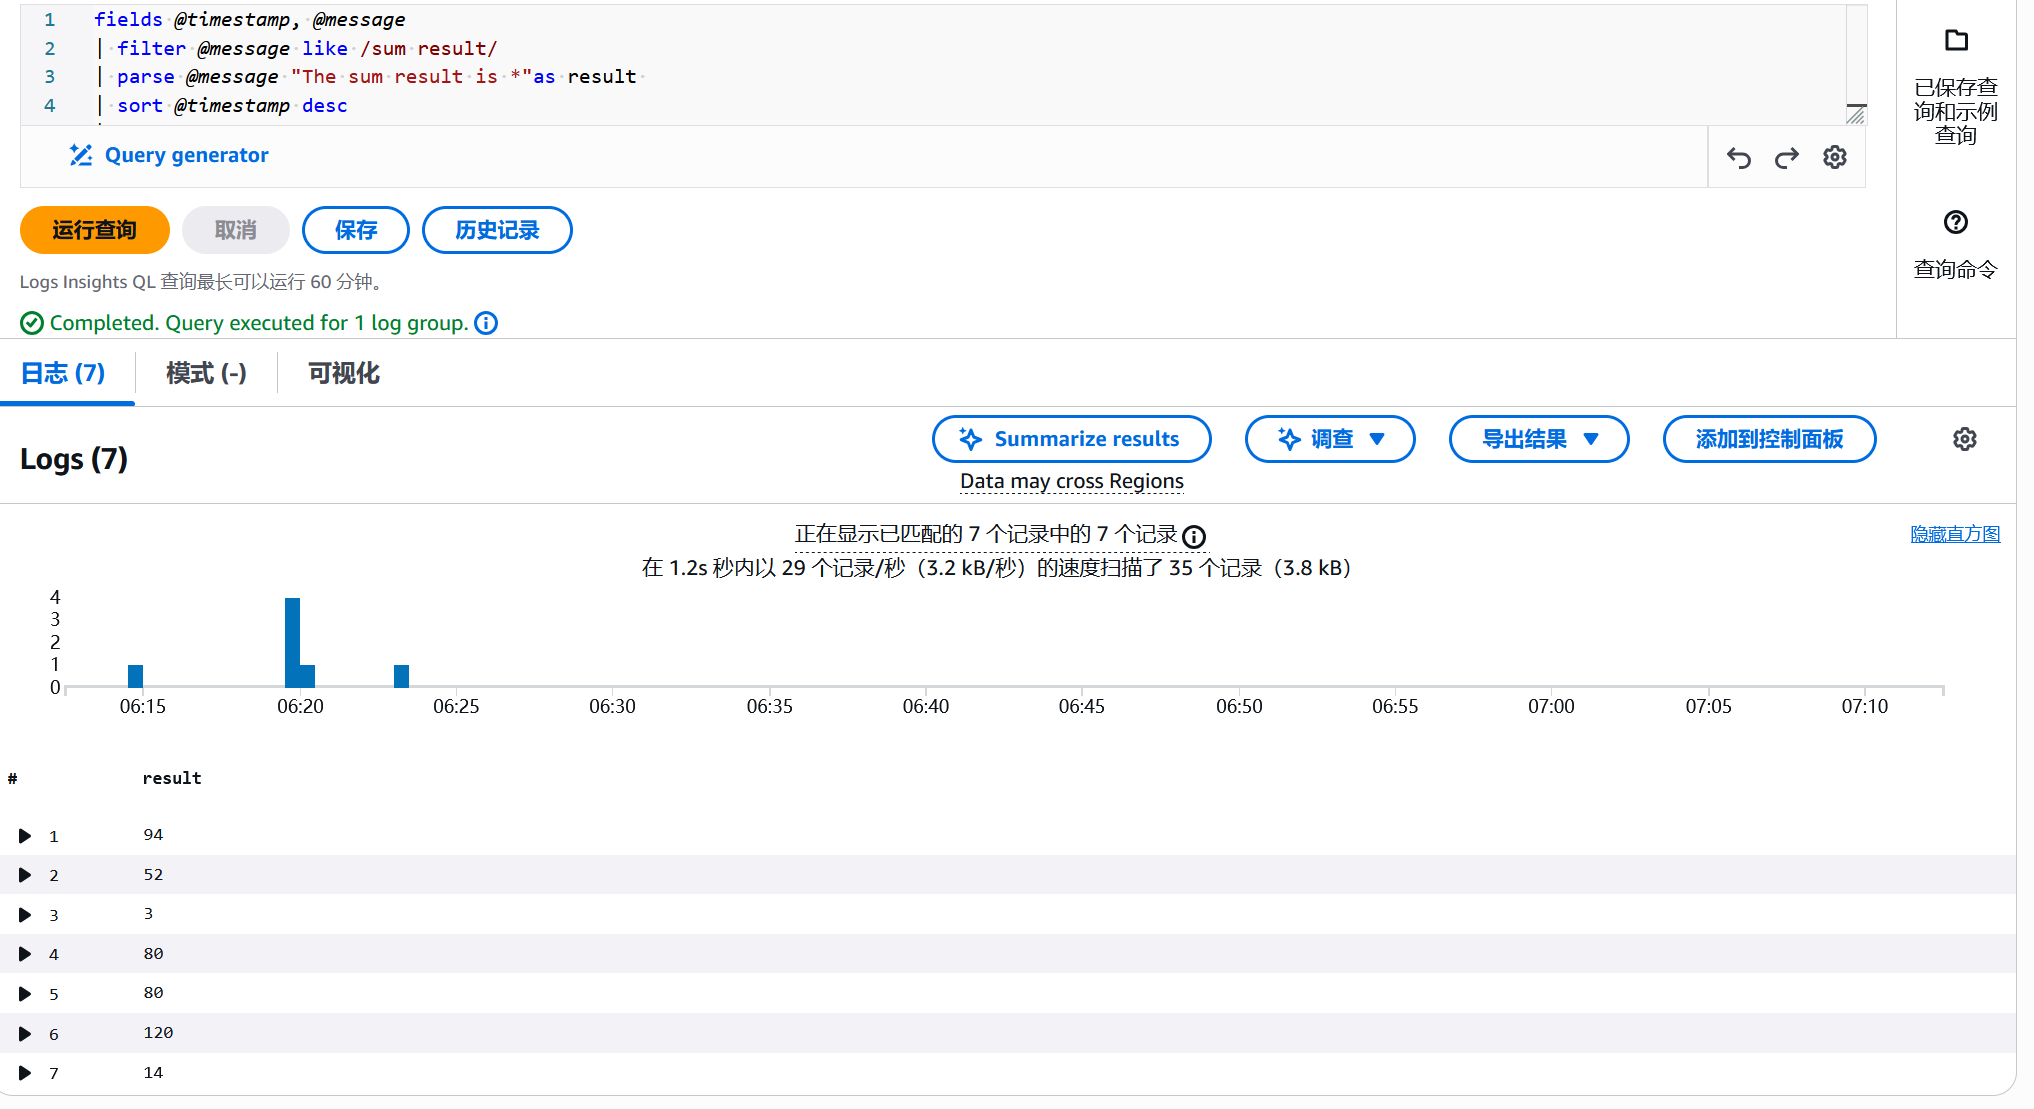 1 fields @timestamp, @message
2 | filter @message like /sum result/
3 | parse @message "The sum result is *"as result
4 | sort @timestamp desc
Query generator
已保存查
询和示例
查询
查询命令
运行查询 取消 保存 历史记录
Logs Insights QL 查询最长可以运行 60 分钟。
Completed. Query executed for 1 log group.
日志 (7) 模式 (-) 可视化
Logs (7)
Summarize results 调查 导出结果 添加到控制面板
Data may cross Regions
正在显示已匹配的 7 个记录中的 7 个记录 隐藏直方图
在 1.2s 秒内以 29 个记录/秒（3.2 kB/秒）的速度扫描了 35 个记录（3.8 kB）
4
3
2
1
0
06:15 06:20 06:25 06:30 06:35 06:40 06:45 06:50 06:55 07:00 07:05 07:10
# result
1 94
2 52
3 3
4 80
5 80
6 120
7 14